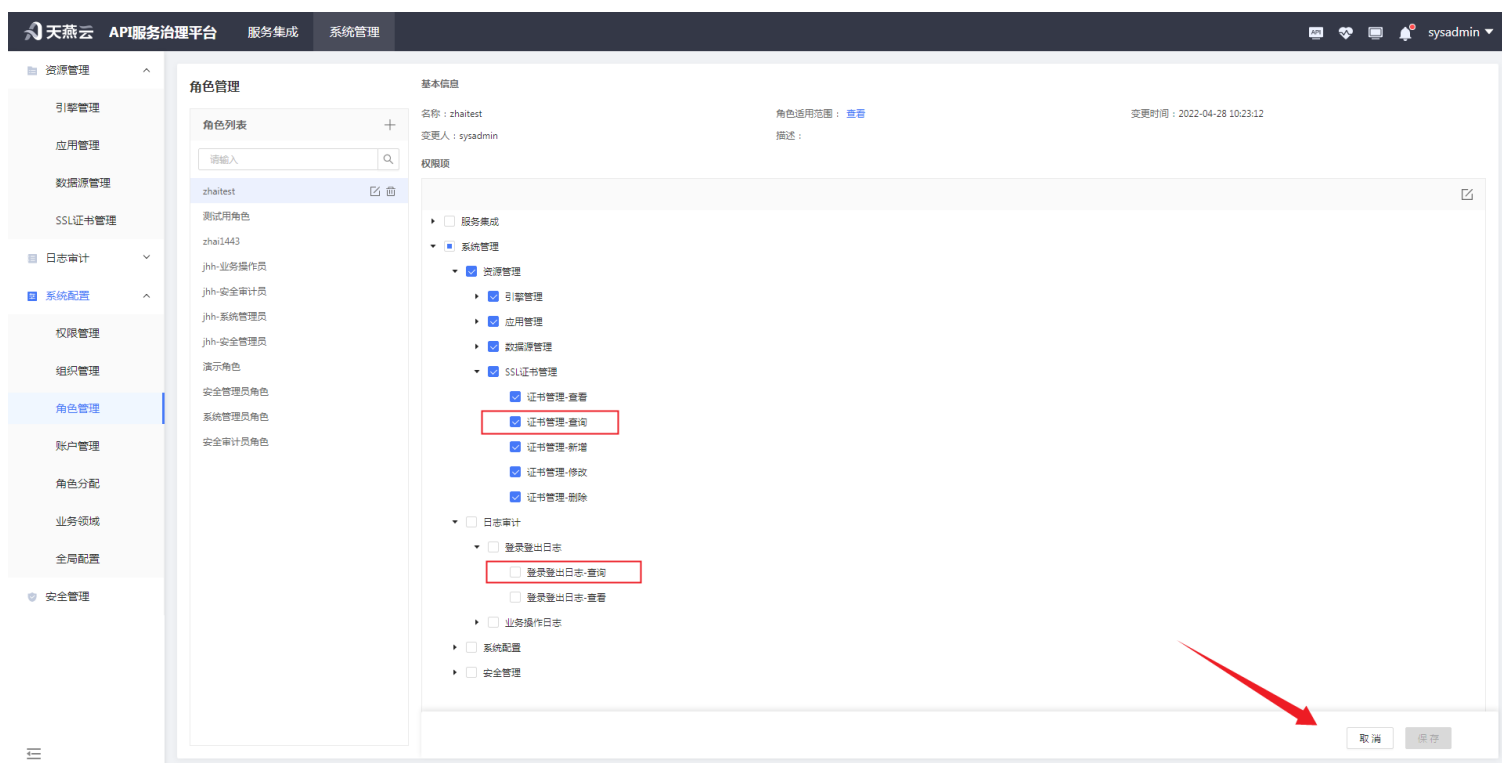 天燕云 API服务治理平台 服务集成 系统管理 API sysadmin
资源管理
引擎管理
应用管理
数据源管理
SSL证书管理
日志审计
系统配置
权限管理
组织管理
角色管理
账户管理
角色分配
业务领域
全局配置
安全管理
角色管理
角色列表
请输入
zhaitest
测试用角色
zhai1443
jhh-业务操作员
jhh-安全审计员
jhh-系统管理员
jhh-安全管理员
演示角色
安全管理员角色
系统管理员角色
安全审计员角色
基本信息
名称：zhaitest 角色适用范围： 查看 变更时间：2022-04-28 10:23:12
变更人：sysadmin 描述：
权限项
服务集成
系统管理
资源管理
引擎管理
应用管理
数据源管理
SSL证书管理
证书管理-查看
证书管理-查询
证书管理-新增
证书管理-修改
证书管理-删除
日志审计
登录登出日志
登录登出日志-查询
登录登出日志-查看
业务操作日志
系统配置
安全管理
取 消 保 存